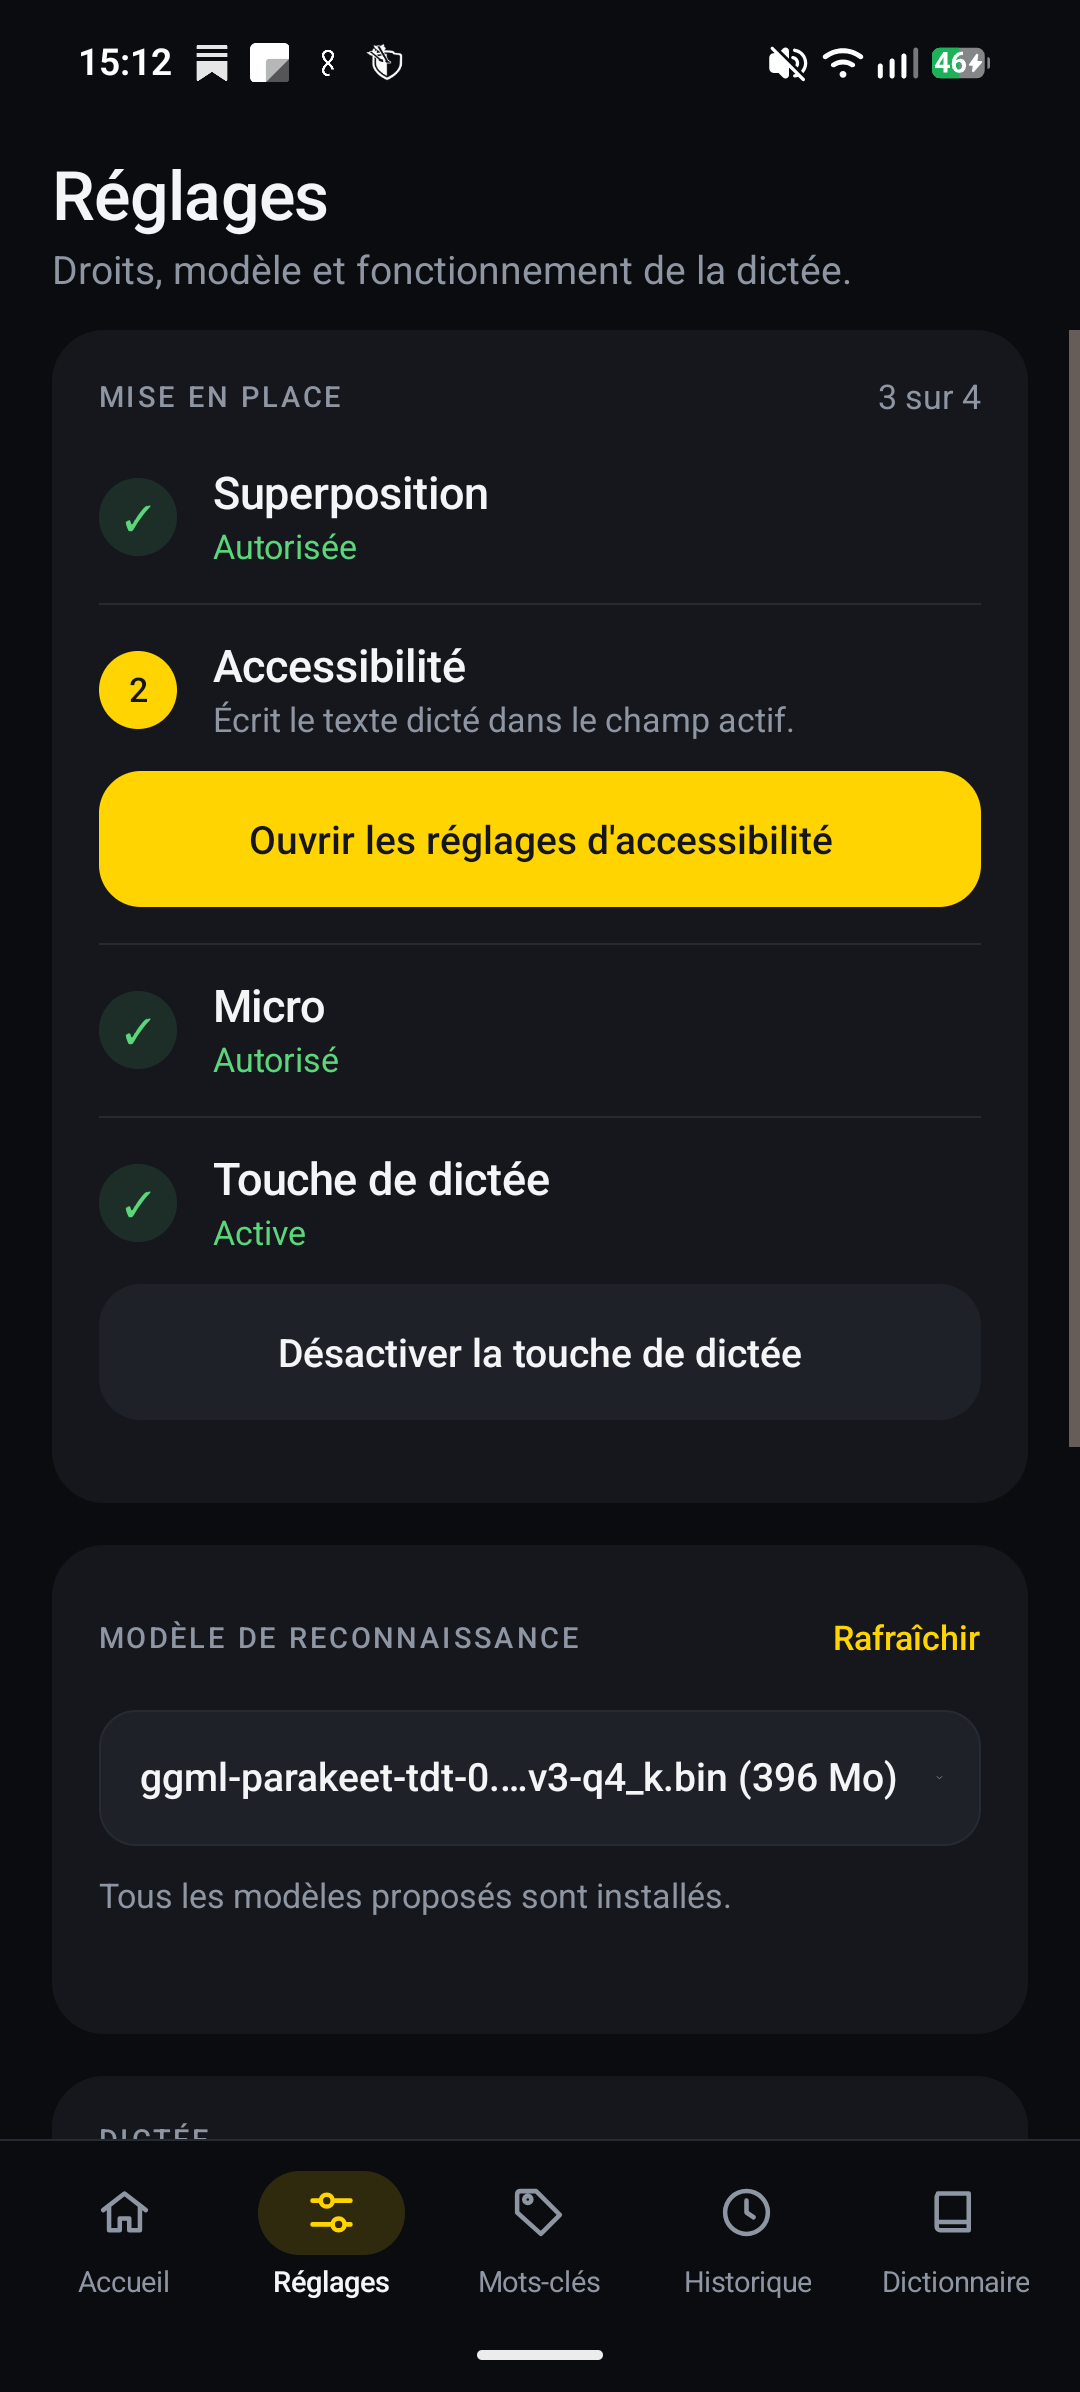 15:12
46
Réglages
Droits, modèle et fonctionnement de la dictée.
MISE EN PLACE
3 sur 4
✓
Superposition
Autorisée
2
Accessibilité
Écrit le texte dicté dans le champ actif.
Ouvrir les réglages d'accessibilité
✓
Micro
Autorisé
✓
Touche de dictée
Active
Désactiver la touche de dictée
MODÈLE DE RECONNAISSANCE
Rafraîchir
ggml-parakeet-tdt-0....v3-q4_k.bin (396 Mo)
Tous les modèles proposés sont installés.
DICTÉE
Accueil
Réglages
Mots-clés
Historique
Dictionnaire